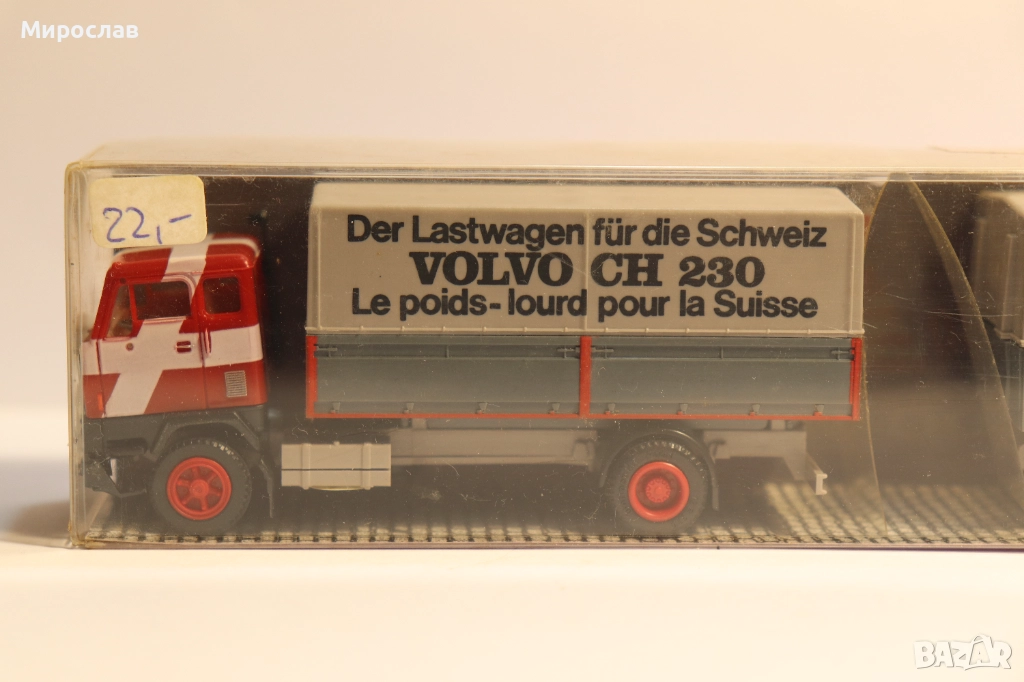 Мирослав
22,-
Der Lastwagen für die Schweiz
VOLVO CH 230
Le poids-lourd pour la Suisse
BAZAR